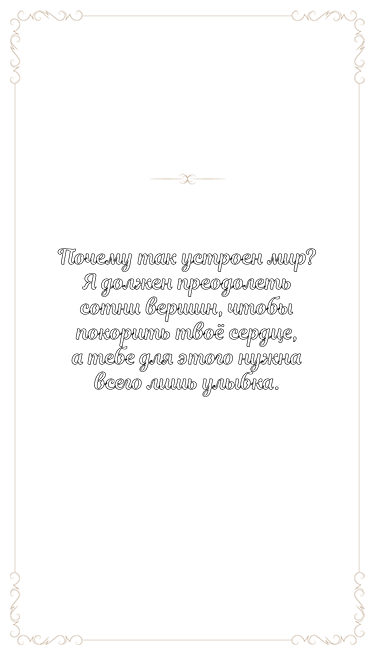 Почему так устроен мир?
Я должен преодолеть
сотни вершин, чтобы
покорить твоё сердце,
а тебе для этого нужна
всего лишь улыбка.